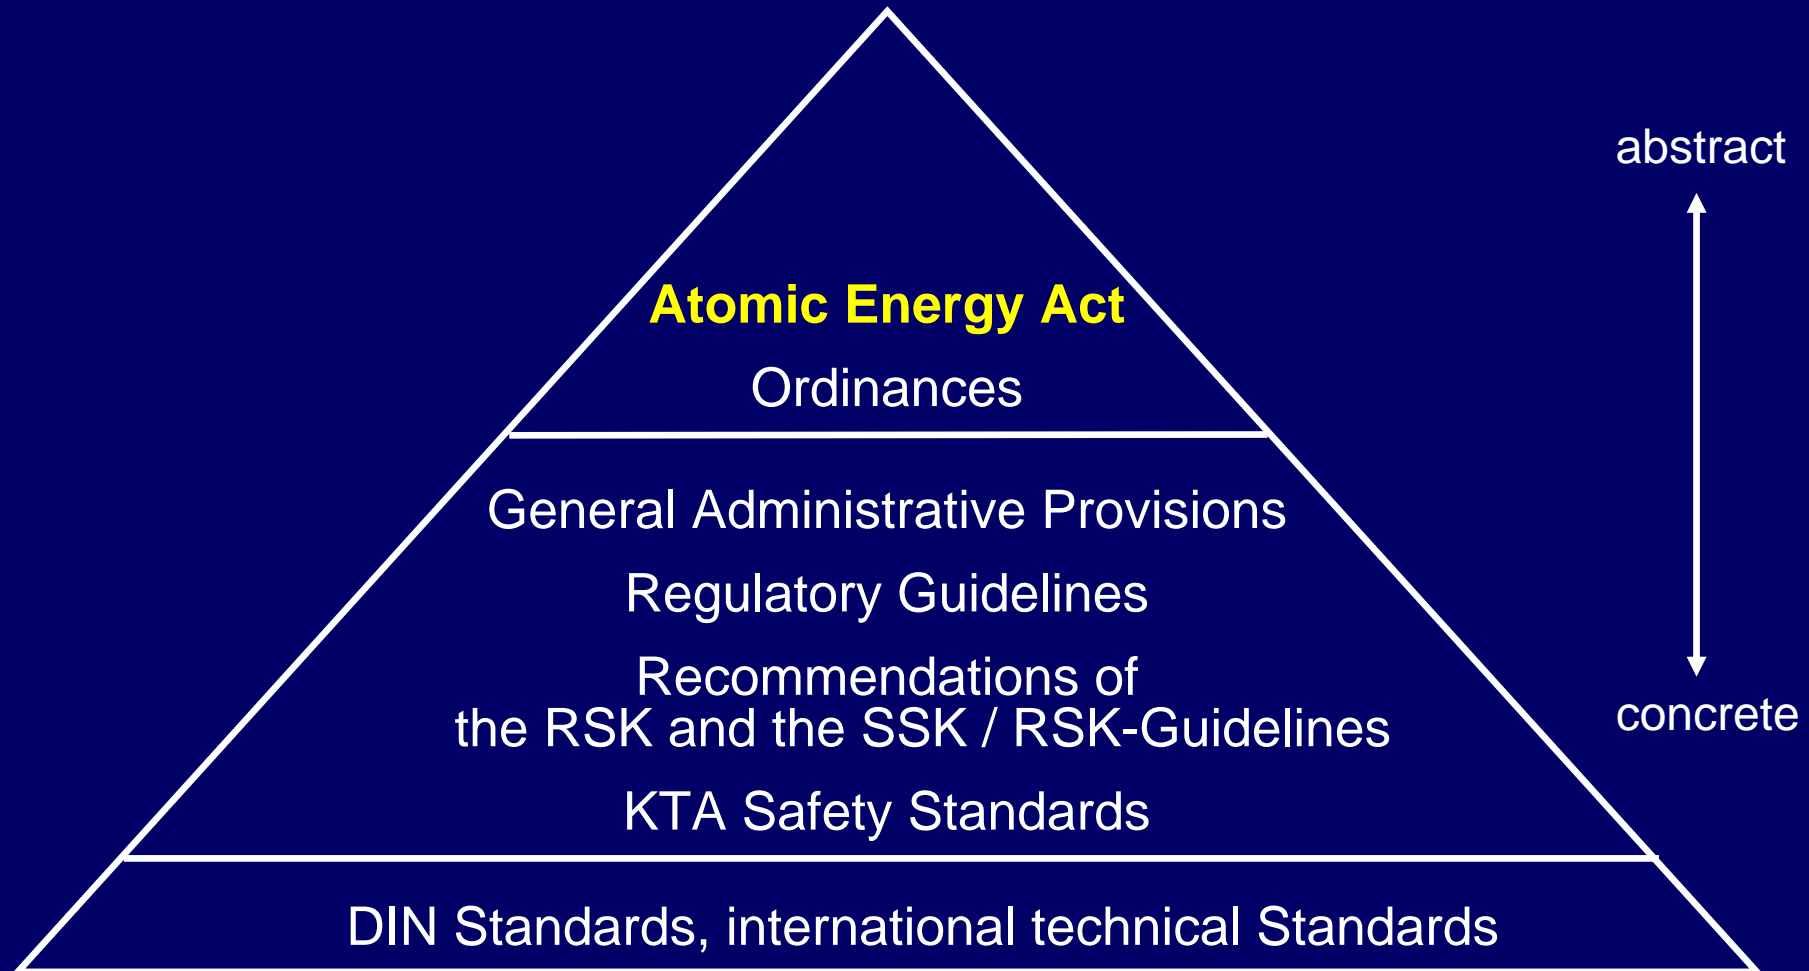 abstract
Atomic Energy Act
Ordinances
General Administrative Provisions
Regulatory Guidelines
Recommendations of
the RSK and the SSK / RSK-Guidelines
concrete
KTA Safety Standards
DIN Standards, international technical Standards